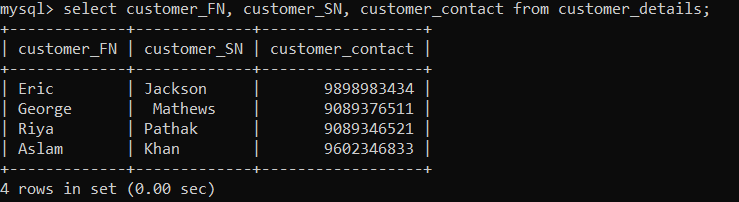 mysql> select customer_FN, customer_SN, customer_contact from customer_details;
+-------------+-------------+------------------+
| customer_FN | customer_SN | customer_contact |
+-------------+-------------+------------------+
| Eric        | Jackson     |       9898983434 |
| George      |  Mathews    |       9089376511 |
| Riya        | Pathak      |       9089346521 |
| Aslam       | Khan        |       9602346833 |
+-------------+-------------+------------------+
4 rows in set (0.00 sec)